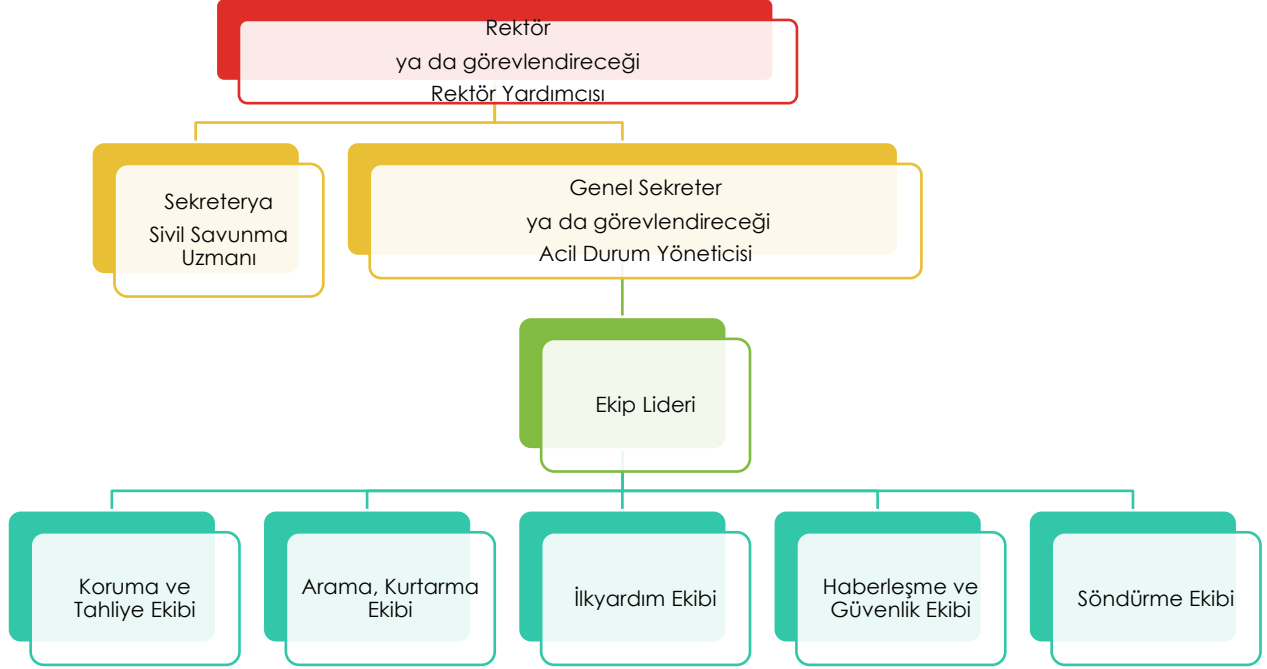 Rektör
ya da görevlendireceği
Rektör Yardımcısı
Sekreterya
Sivil Savunma
Uzmanı
Genel Sekreter
ya da görevlendireceği
Acil Durum Yöneticisi
Ekip Lideri
Koruma ve
Tahliye Ekibi
Arama, Kurtarma
Ekibi
İlkyardım Ekibi
Haberleşme ve
Güvenlik Ekibi
Söndürme Ekibi